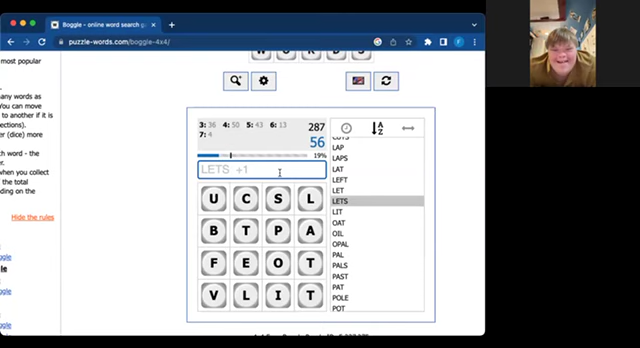 Boggle - online word search g
puzzle-words.com/boggle-4x4/
W O R D S
most popular
many words as
You can move
to another if it is
ections).
er (dice) more
ch word - the
er.
when you collect
the total
ding on the
Hide the rules
3: 36 4: 50 5: 43 6: 13
7: 4
287
56
19%
LETS +1
U C S L
B T P A
F E O T
V L I T
A
Z
LAP
LAPS
LAT
LEFT
LET
LETS
LIT
OAT
OIL
OPAL
PAL
PALS
PAST
PAT
POLE
POT